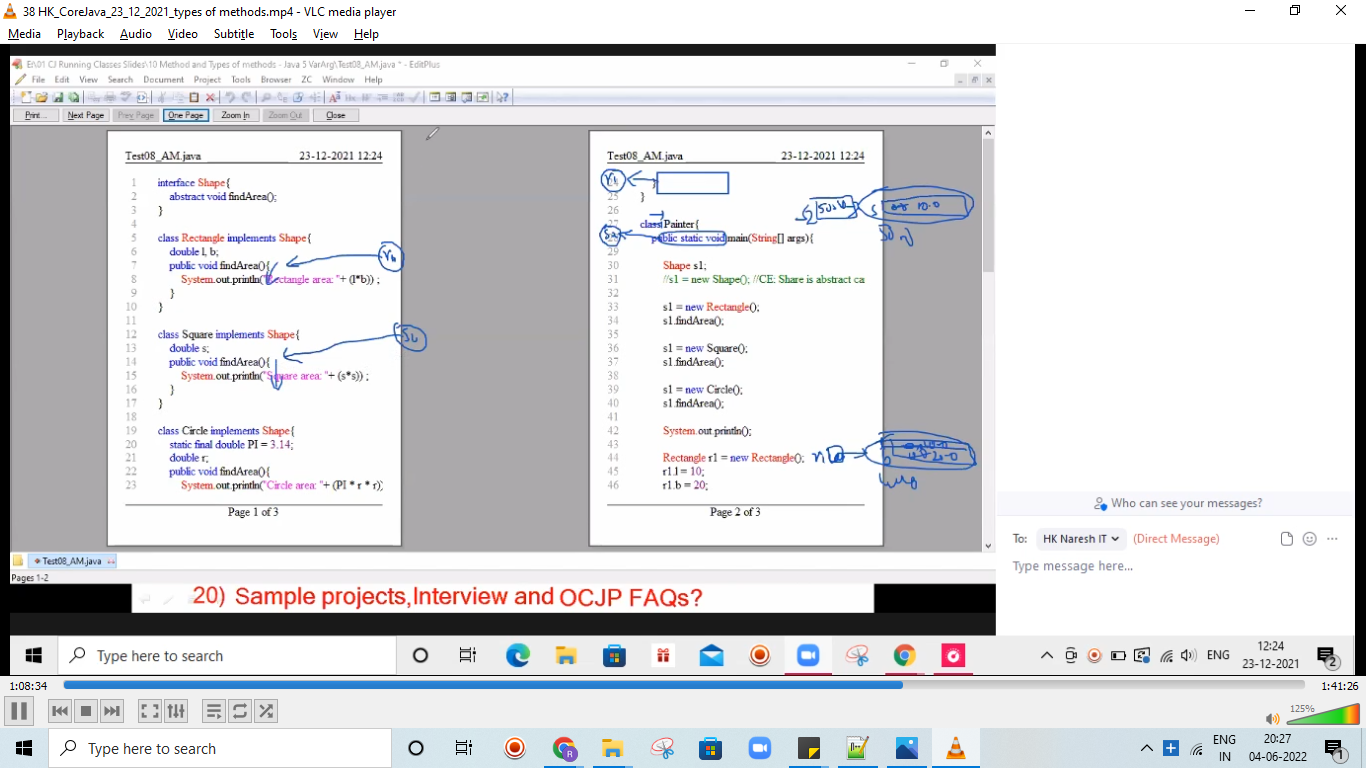 38 HK_CoreJava_23_12_2021_types of methods.mp4 - VLC media player
Media Playback Audio Video Subtitle Tools View Help
E:\01 CJ Running Classes Slides\10 Method and Types of methods - Java 5 VarArg\Test08_AM.java * - EditPlus
File Edit View Search Document Project Tools Browser ZC Window Help
Print... Next Page Prev Page One Page Zoom In Zoom Out Close
Test08_AM.java 23-12-2021 12:24
1 interface Shape{
2 abstract void findArea();
3 }
4
5 class Rectangle implements Shape{
6 double l, b;
7 public void findArea(){
8 System.out.println("Rectangle area: "+ (l*b)) ;
9 }
10 }
11
12 class Square implements Shape{
13 double s;
14 public void findArea(){
15 System.out.println("Square area: "+ (s*s)) ;
16 }
17 }
18
19 class Circle implements Shape{
20 static final double PI = 3.14;
21 double r;
22 public void findArea(){
23 System.out.println("Circle area: "+ (PI * r * r))
Page 1 of 3
Test08_AM.java 23-12-2021 12:24
24 }
25 }
26
27 class Painter{
28 public static void main(String[] args){
29
30 Shape s1;
31 //s1 = new Shape(); //CE: Share is abstract ca
32
33 s1 = new Rectangle();
34 s1.findArea();
35
36 s1 = new Square();
37 s1.findArea();
38
39 s1 = new Circle();
40 s1.findArea();
41
42 System.out.println();
43
44 Rectangle r1 = new Rectangle();
45 r1.l = 10;
46 r1.b = 20;
Page 2 of 3
10.0
Test08_AM.java
Pages 1-2
20) Sample projects,Interview and OCJP FAQs?
Who can see your messages?
To: HK Naresh IT (Direct Message)
Type message here...
Type here to search
ENG
12:24
23-12-2021
2
1:08:34
1:41:26
125%
Type here to search
ENG
IN
20:27
04-06-2022
1